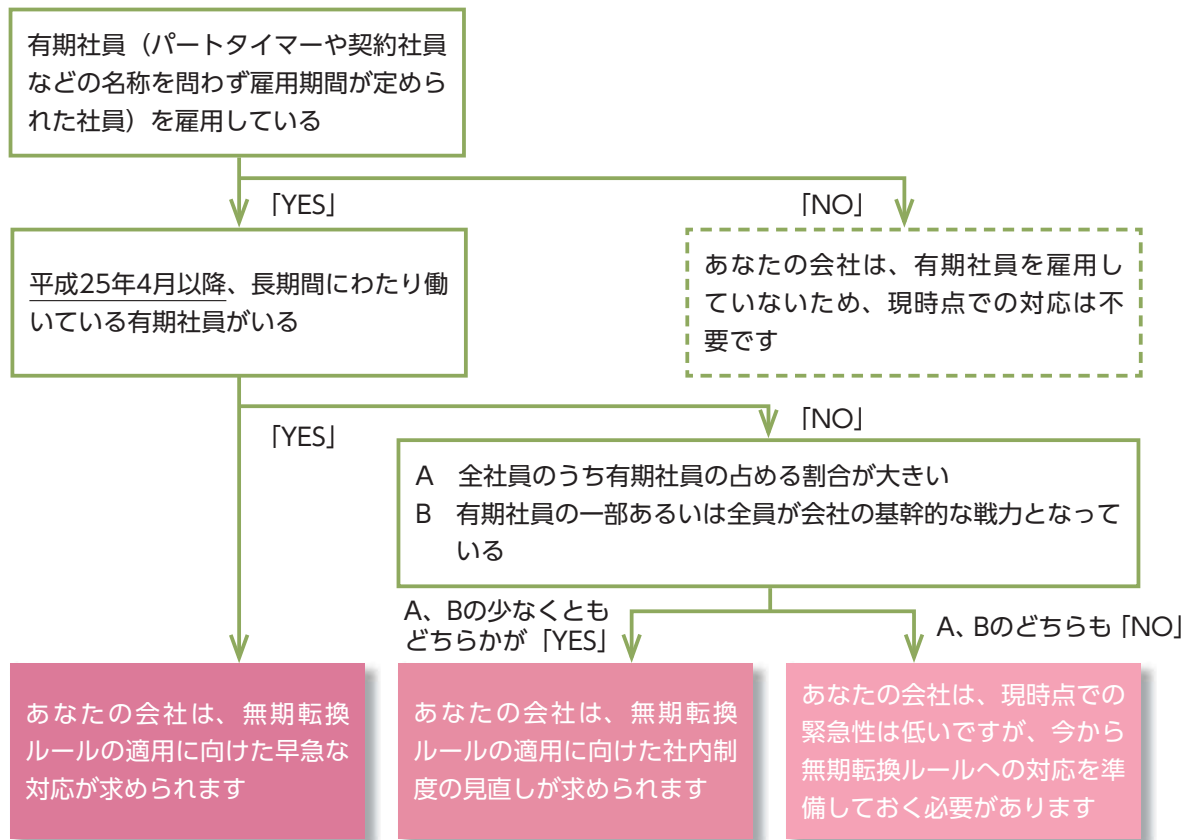 有期社員（パートタイマーや契約社員
などの名称を問わず雇用期間が定めら
れた社員）を雇用している
「YES」
「NO」
平成25年4月以降、長期間にわたり働
いている有期社員がいる
あなたの会社は、有期社員を雇用し
ていないため、現時点での対応は不
要です
「YES」
「NO」
A　全社員のうち有期社員の占める割合が大きい
B　有期社員の一部あるいは全員が会社の基幹的な戦力となって
いる
A、Bの少なくとも
どちらかが「YES」
A、Bのどちらも「NO」
あなたの会社は、無期転換
ルールの適用に向けた早急な
対応が求められます
あなたの会社は、無期転換
ルールの適用に向けた社内制
度の見直しが求められます
あなたの会社は、現時点での
緊急性は低いですが、今から
無期転換ルールへの対応を準
備しておく必要があります